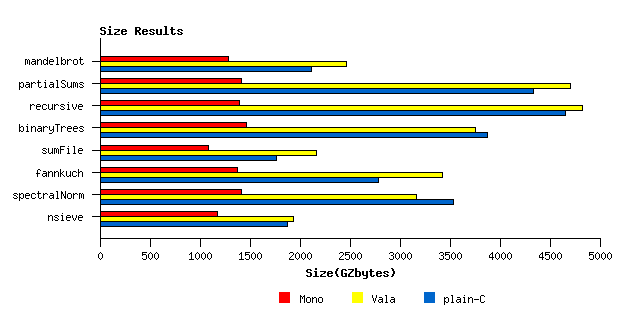 Size Results
mandelbrot
partialSums
recursive
binaryTrees
sumFile
fannkuch
spectralNorm
nsieve
0 500 1000 1500 2000 2500 3000 3500 4000 4500 5000
Size(GZbytes)
Mono Vala plain-C